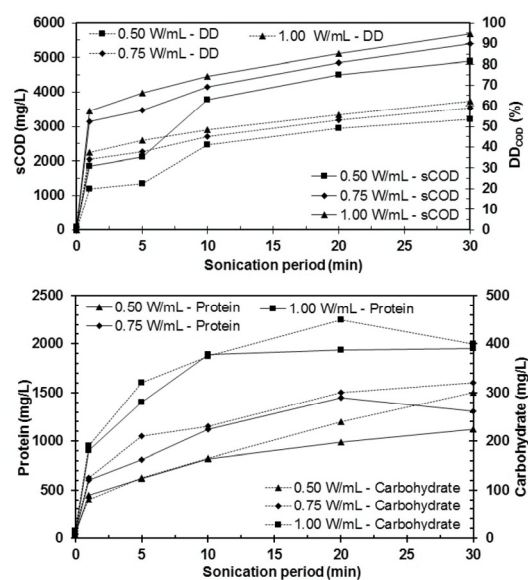 6000 100
0.50 W/mL - DD 1.00 W/mL - DD
0.75 W/mL - DD
5000 90
80
4000 70
60
3000 50
40
2000 30
0.50 W/mL - sCOD
20
1000 0.75 W/mL - sCOD
1.00 W/mL - sCOD 10
0 0
sCOD (mg/L)
DDCOD (%)
0 5 10 15 20 25 30
Sonication period (min)
2500 500
0.50 W/mL - Protein 1.00 W/mL - Protein
0.75 W/mL - Protein
2000 400
1500 300
1000 200
500 0.50 W/mL - Carbohydrate 100
0.75 W/mL - Carbohydrate
1.00 W/mL - Carbohydrate
0 0
Protein (mg/L)
Carbohydrate (mg/L)
0 5 10 15 20 25 30
Sonication period (min)